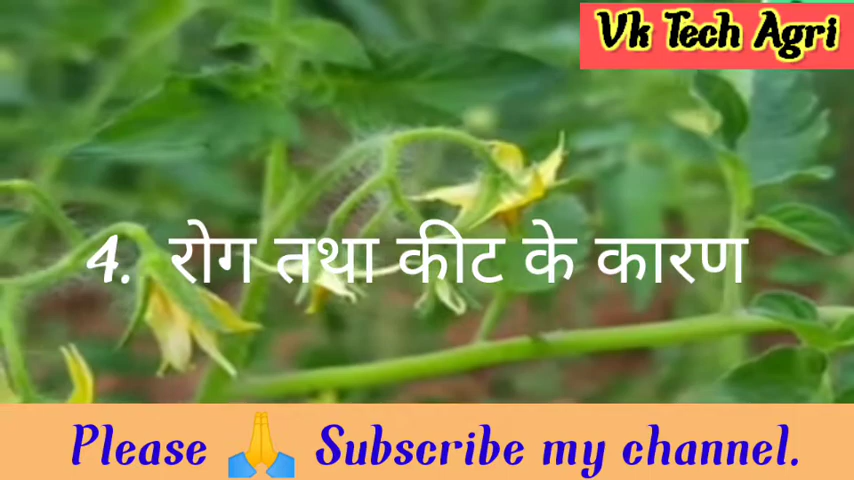 Vk Tech Agri
4. रोग तथा कीट के कारण
Please 🙏 Subscribe my channel.